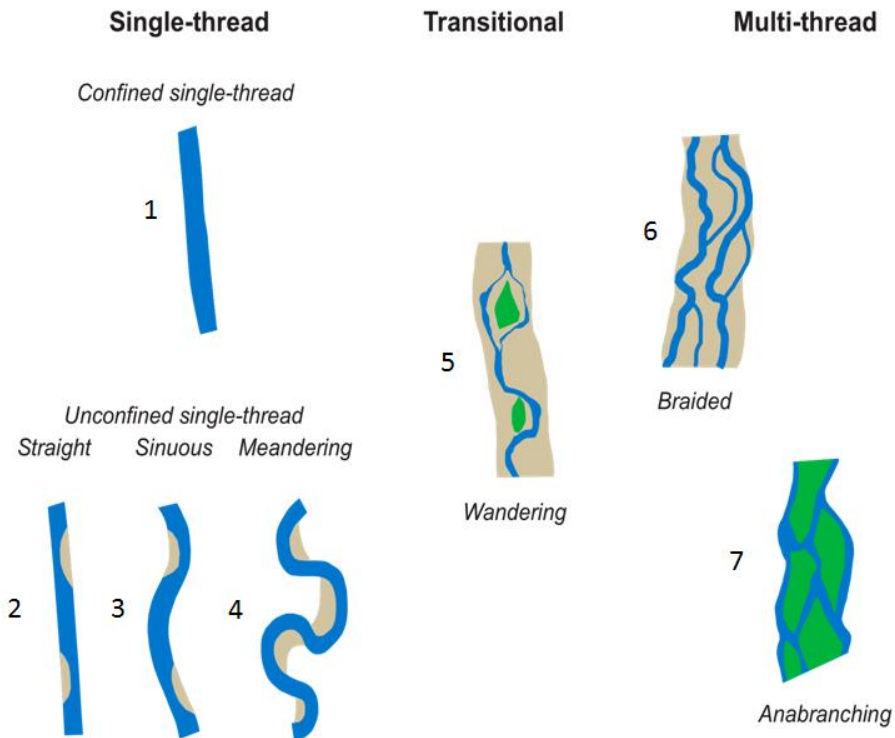 Single-thread
Transitional
Multi-thread
Confined single-thread
1
6
5
Braided
Unconfined single-thread
Straight Sinuous Meandering
Wandering
7
2 3 4
Anabranching